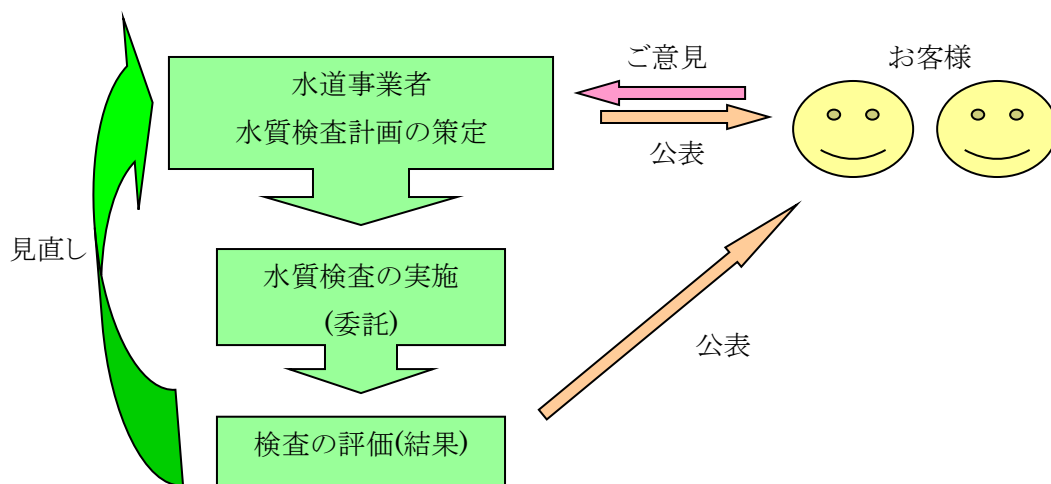 ご意見
お客様
水道事業者
水質検査計画の策定
公表
見直し
水質検査の実施
(委託)
公表
検査の評価(結果)